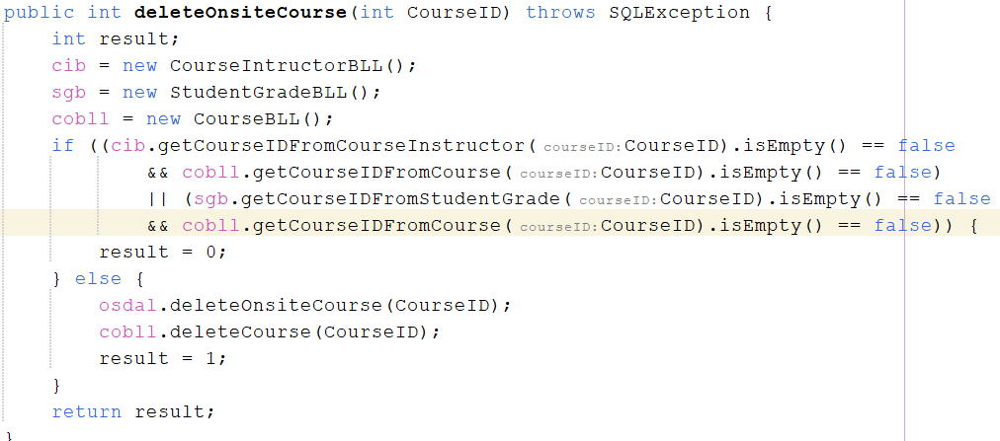 public int deleteOnsiteCourse(int CourseID) throws SQLException {
    int result;
    cib = new CourseIntructorBLL();
    sgb = new StudentGradeBLL();
    cobll = new CourseBLL();
    if ((cib.getCourseIDFromCourseInstructor( courseID: CourseID).isEmpty() == false
            && cobll.getCourseIDFromCourse( courseID: CourseID).isEmpty() == false)
            || (sgb.getCourseIDFromStudentGrade( courseID: CourseID).isEmpty() == false
            && cobll.getCourseIDFromCourse( courseID: CourseID).isEmpty() == false)) {
        result = 0;
    } else {
        osdal.deleteOnsiteCourse(CourseID);
        cobll.deleteCourse(CourseID);
        result = 1;
    }
    return result;
}